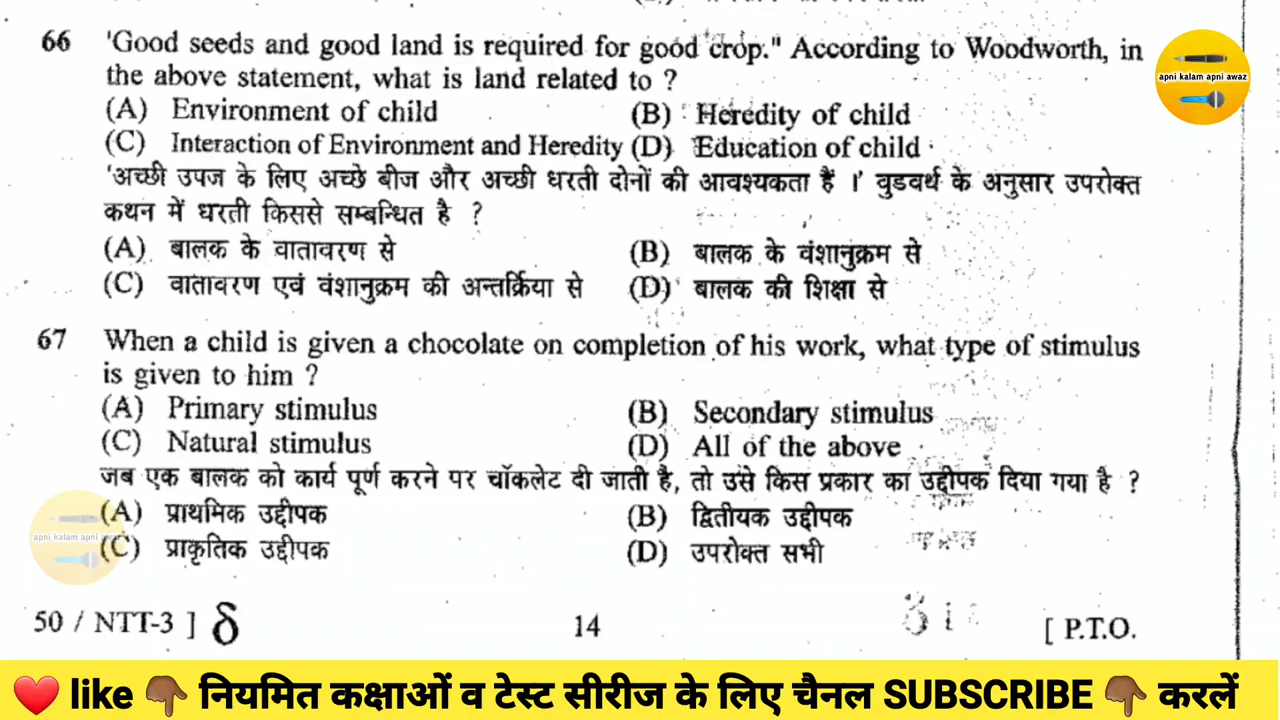 apni kalam apni awaz
66 'Good seeds and good land is required for good crop." According to Woodworth, in
the above statement, what is land related to ?
(A) Environment of child (B) Heredity of child
(C) Interaction of Environment and Heredity (D) Education of child
'अच्छी उपज के लिए अच्छे बीज और अच्छी धरती दोनों की आवश्यकता हैं ।' वुडवर्थ के अनुसार उपरोक्त
कथन में धरती किससे सम्बन्धित है ?
(A) बालक के वातावरण से (B) बालक के वंशानुक्रम से
(C) वातावरण एवं वंशानुक्रम की अन्तर्क्रिया से (D) बालक की शिक्षा से
67 When a child is given a chocolate on completion of his work, what type of stimulus
is given to him ?
(A) Primary stimulus (B) Secondary stimulus
(C) Natural stimulus (D) All of the above
जब एक बालक को कार्य पूर्ण करने पर चॉकलेट दी जाती है, तो उसे किस प्रकार का उद्दीपक दिया गया है ?
(A) प्राथमिक उद्दीपक (B) द्वितीयक उद्दीपक
apni kalam apni awaz
(C) प्राकृतिक उद्दीपक (D) उपरोक्त सभी
50 / NTT-3 ] δ 14 [ P.T.O.
like नियमित कक्षाओं व टेस्ट सीरीज के लिए चैनल SUBSCRIBE करलें